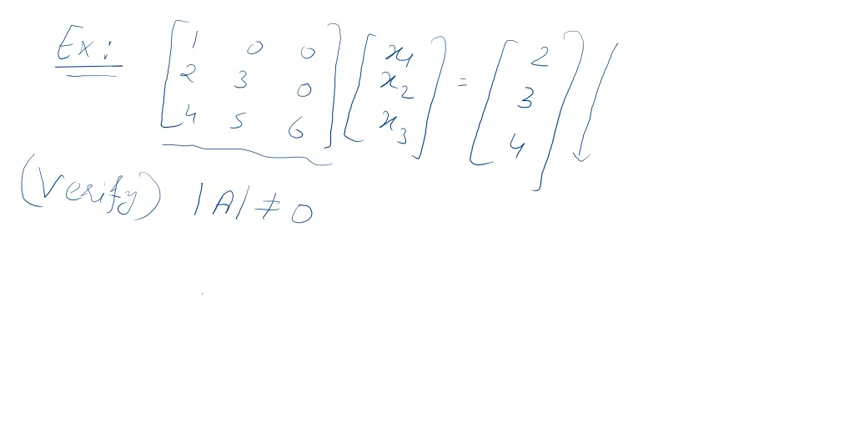 Ex: [1 0 0] [x1] = [2]
[2 3 0] [x2] [3]
[4 5 6] [x3] [4]
(Verify) |A| ≠ 0